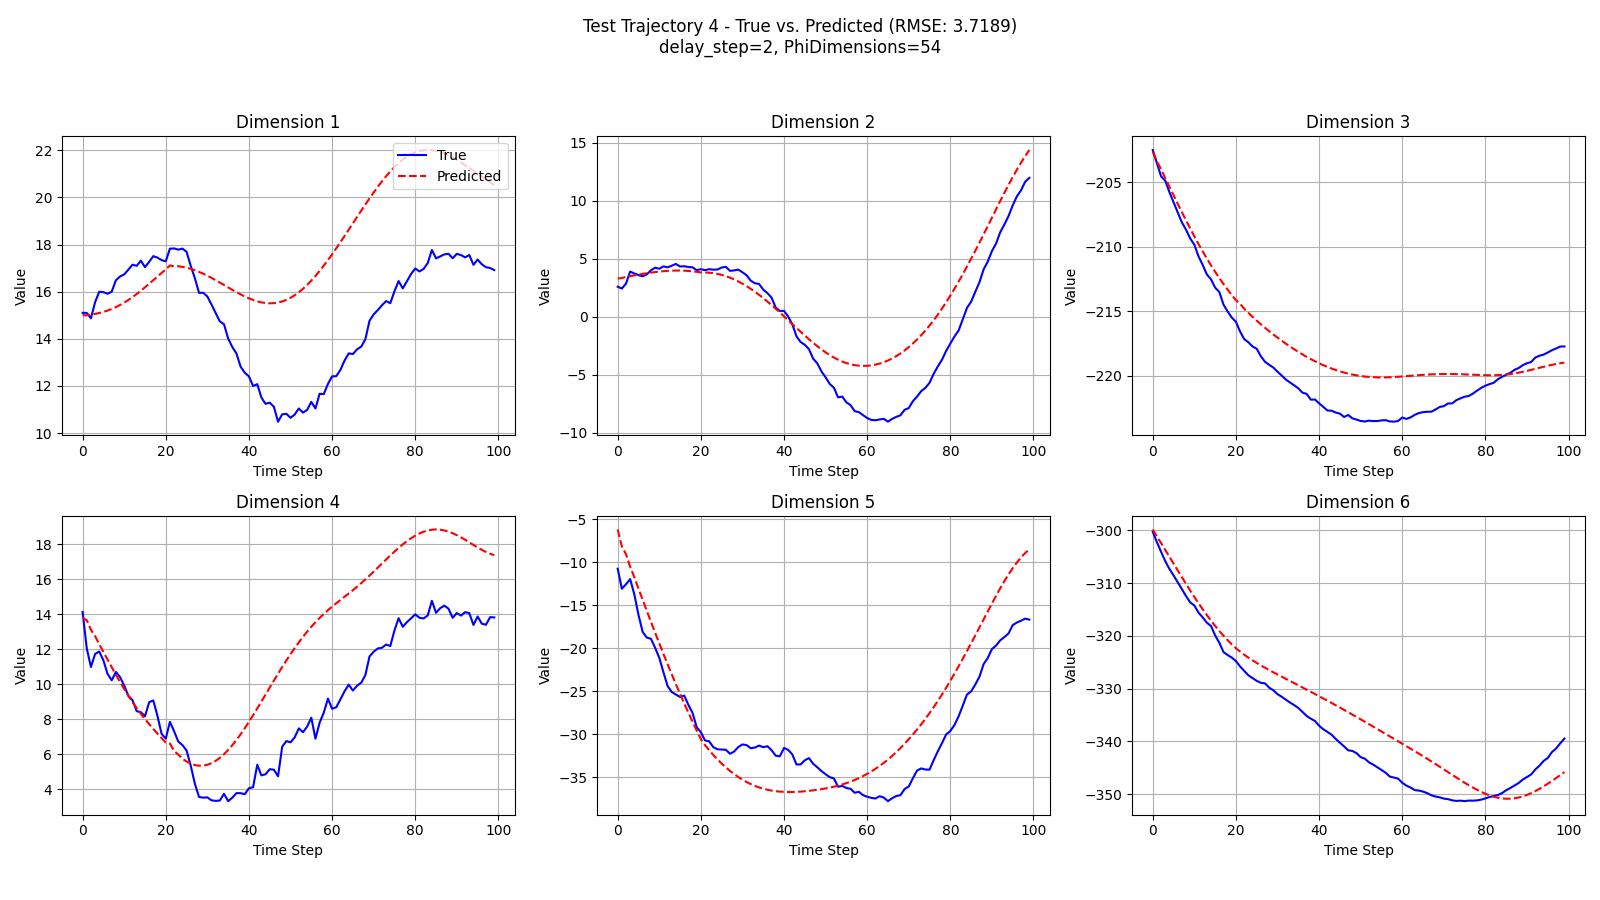 Test Trajectory 4 - True vs. Predicted (RMSE: 3.7189)
delay_step=2, PhiDimensions=54
Dimension 1
22
20
18
16
14
12
10
Value
0 20 40 60 80 100
Time Step
True
Predicted
Dimension 2
15
10
5
0
−5
−10
Value
0 20 40 60 80 100
Time Step
Dimension 3
−205
−210
−215
−220
Value
0 20 40 60 80 100
Time Step
Dimension 4
18
16
14
12
10
8
6
4
Value
0 20 40 60 80 100
Time Step
Dimension 5
−5
−10
−15
−20
−25
−30
−35
Value
0 20 40 60 80 100
Time Step
Dimension 6
−300
−310
−320
−330
−340
−350
Value
0 20 40 60 80 100
Time Step